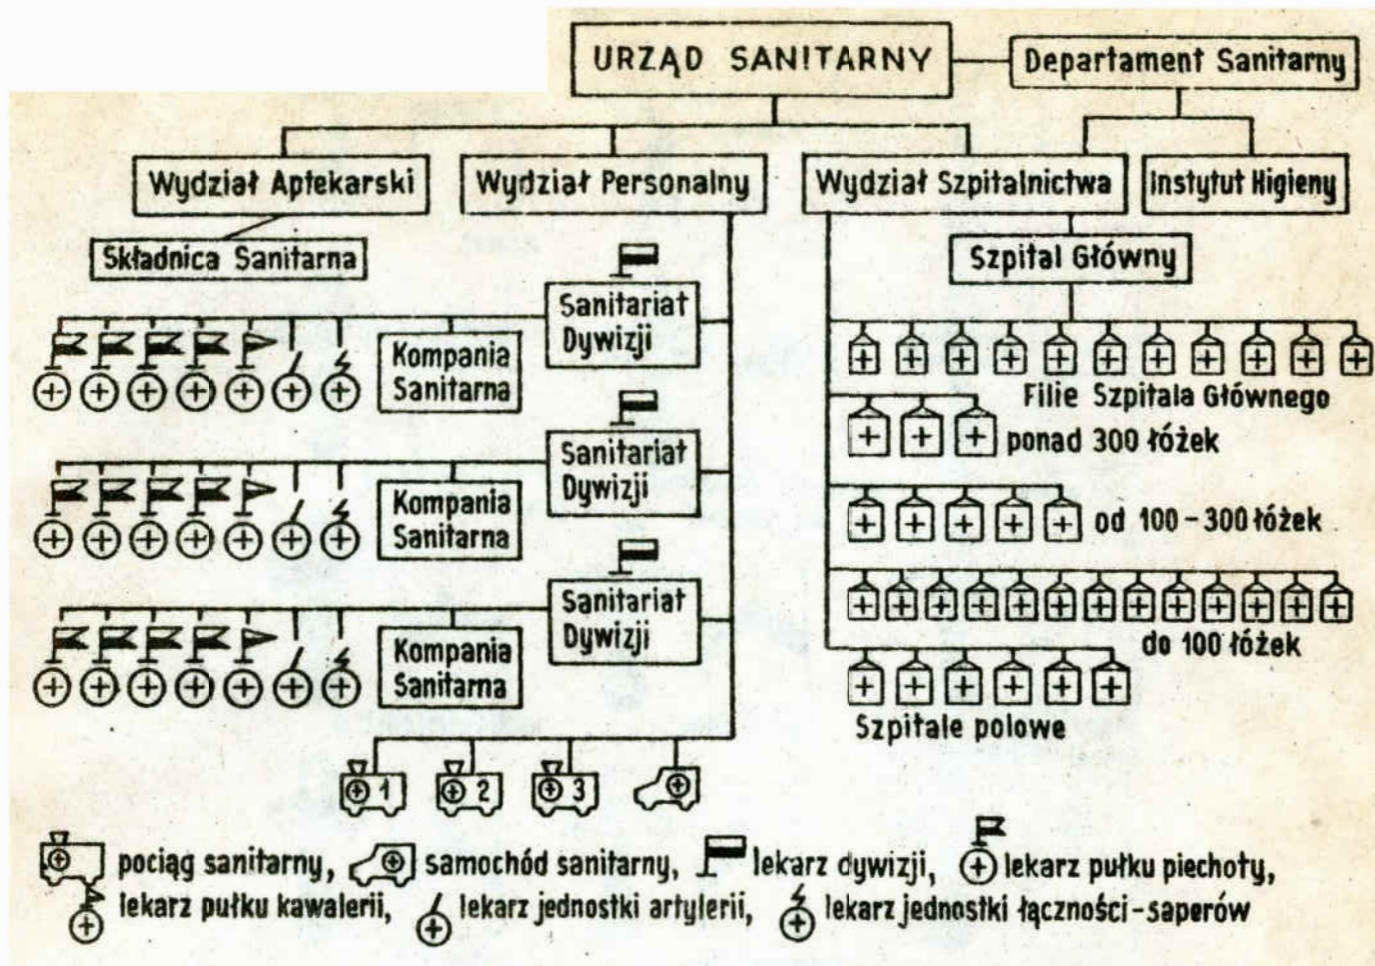 URZĄD SANITARNY
Departament Sanitarny
Wydział Aptekarski
Wydział Personalny
Wydział Szpitalnictwa
Instytut Higieny
Składnica Sanitarna
Szpital Główny
Sanitariat
Dywizji
Kompania
Sanitarna
Filie Szpitala Głównego
ponad 300 łóżek
Sanitariat
Dywizji
Kompania
Sanitarna
od 100-300 łóżek
Sanitariat
Dywizji
Kompania
Sanitarna
do 100 łóżek
Szpitale polowe
1
2
3
pociąg sanitarny, samochód sanitarny, lekarz dywizji, lekarz pułku piechoty,
lekarz pułku kawalerii, lekarz jednostki artylerii, lekarz jednostki łączności-saperów